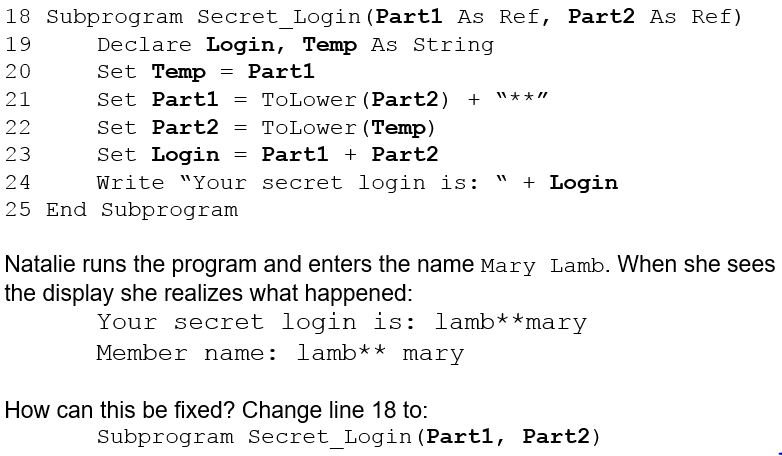 18 Subprogram Secret_Login(Part1 As Ref, Part2 As Ref)
19 Declare Login, Temp As String
20 Set Temp = Part1
21 Set Part1 = ToLower(Part2) + “**”
22 Set Part2 = ToLower(Temp)
23 Set Login = Part1 + Part2
24 Write “Your secret login is: “ + Login
25 End Subprogram
Natalie runs the program and enters the name Mary Lamb. When she sees
the display she realizes what happened:
Your secret login is: lamb**mary
Member name: lamb** mary
How can this be fixed? Change line 18 to:
Subprogram Secret_Login(Part1, Part2)